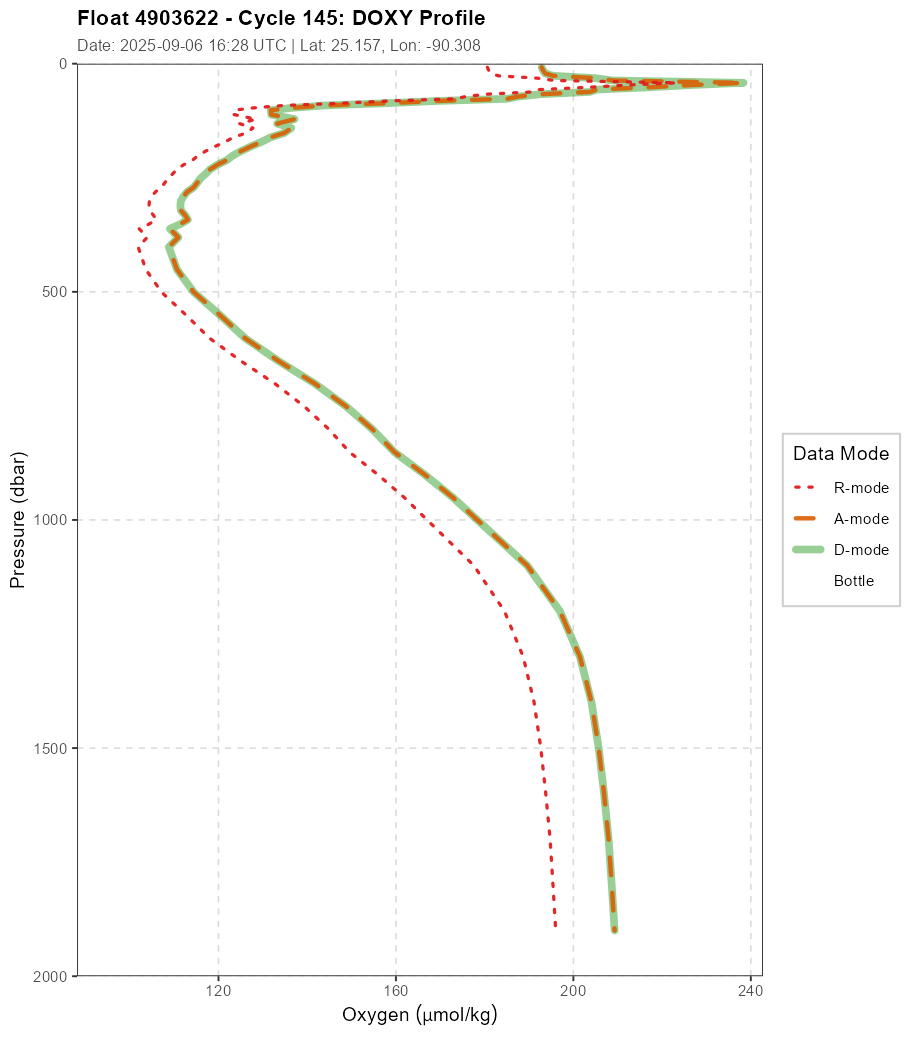 Float 4903622 - Cycle 145: DOXY Profile
Date: 2025-09-06 16:28 UTC | Lat: 25.157, Lon: -90.308
0
500
1000
1500
2000
Pressure (dbar)
120
160
200
240
Oxygen (μmol/kg)
Data Mode
R-mode
A-mode
D-mode
Bottle